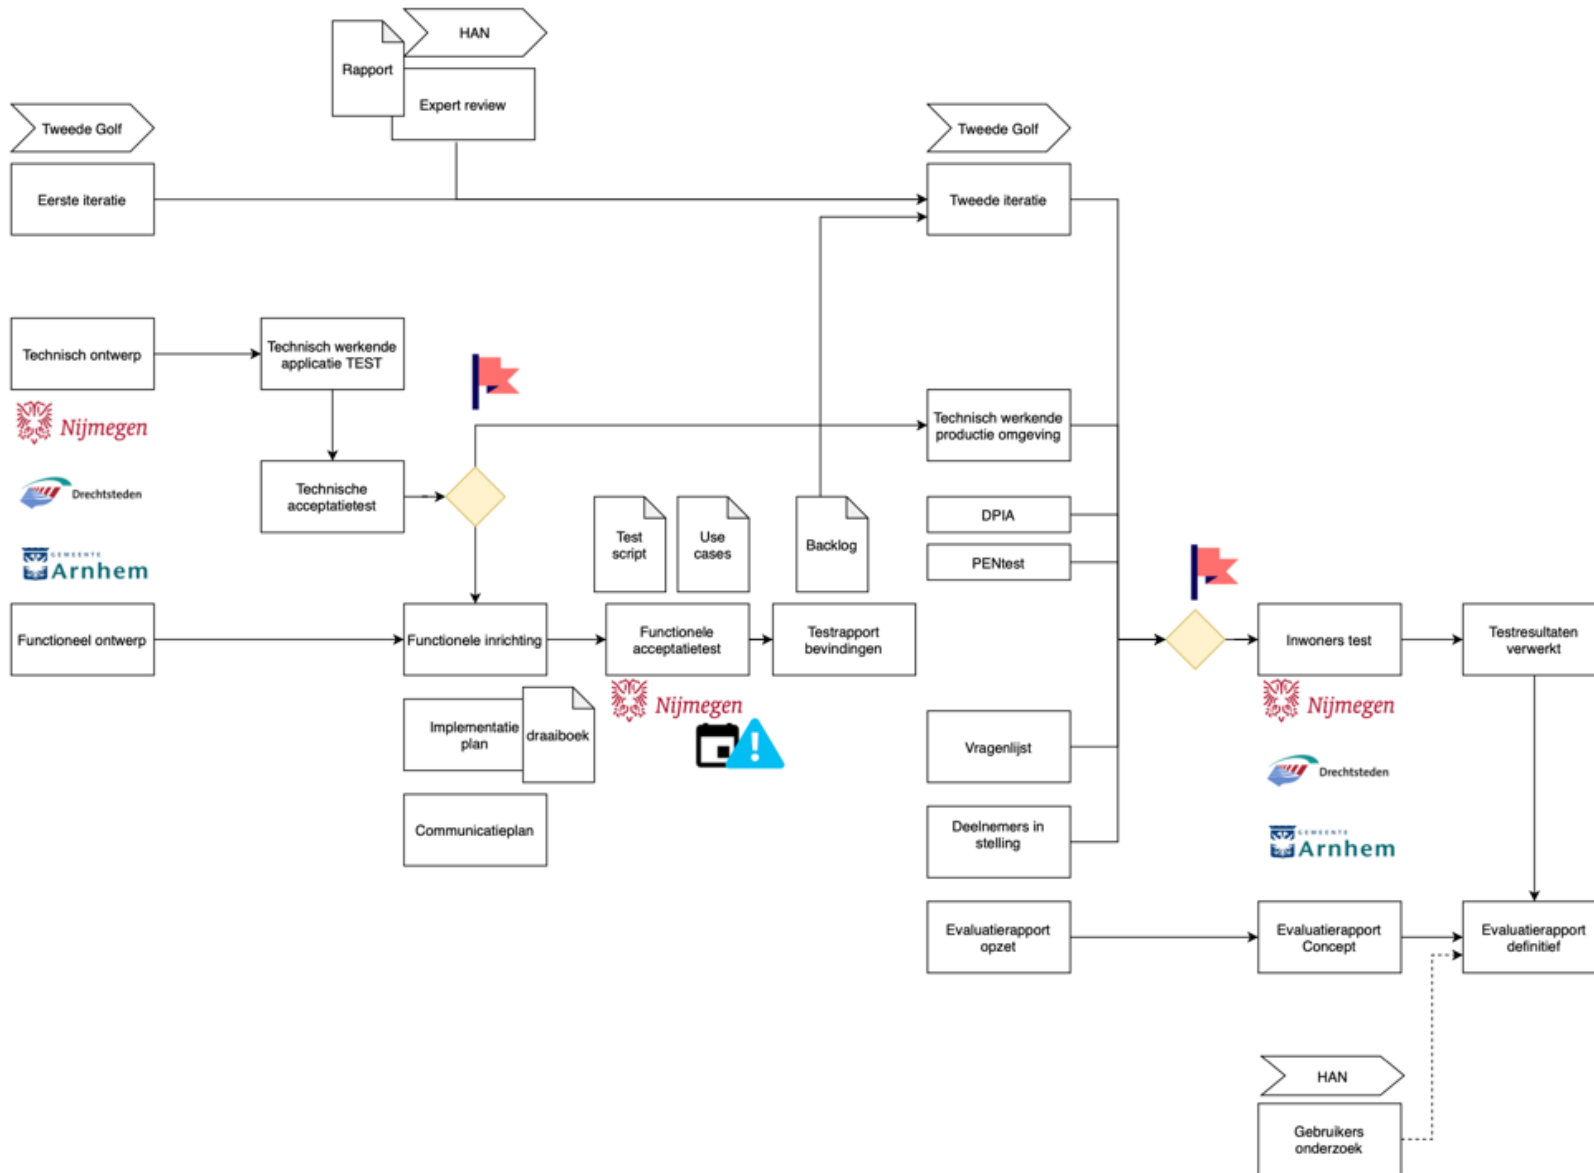 HAN
Rapport
Expert review
Tweede Golf
Tweede Golf
Eerste iteratie
Tweede iteratie
Technisch ontwerp
Technisch werkende
applicatie TEST
Nijmegen
Technisch werkende
productie omgeving
Drechtsteden
Technische
acceptatietest
Test
script
Use
cases
Backlog
DPIA
PENtest
GEMEENTE
Arnhem
Functioneel ontwerp
Functionele inrichting
Functionele
acceptatietest
Testrapport
bevindingen
Inwoners test
Testresultaten
verwerkt
Nijmegen
Nijmegen
Implementatie
plan
draaiboek
Vragenlijst
Drechtsteden
Communicatieplan
Deelnemers in
stelling
GEMEENTE
Arnhem
Evaluatierapport
opzet
Evaluatierapport
Concept
Evaluatierapport
definitief
HAN
Gebruikers
onderzoek